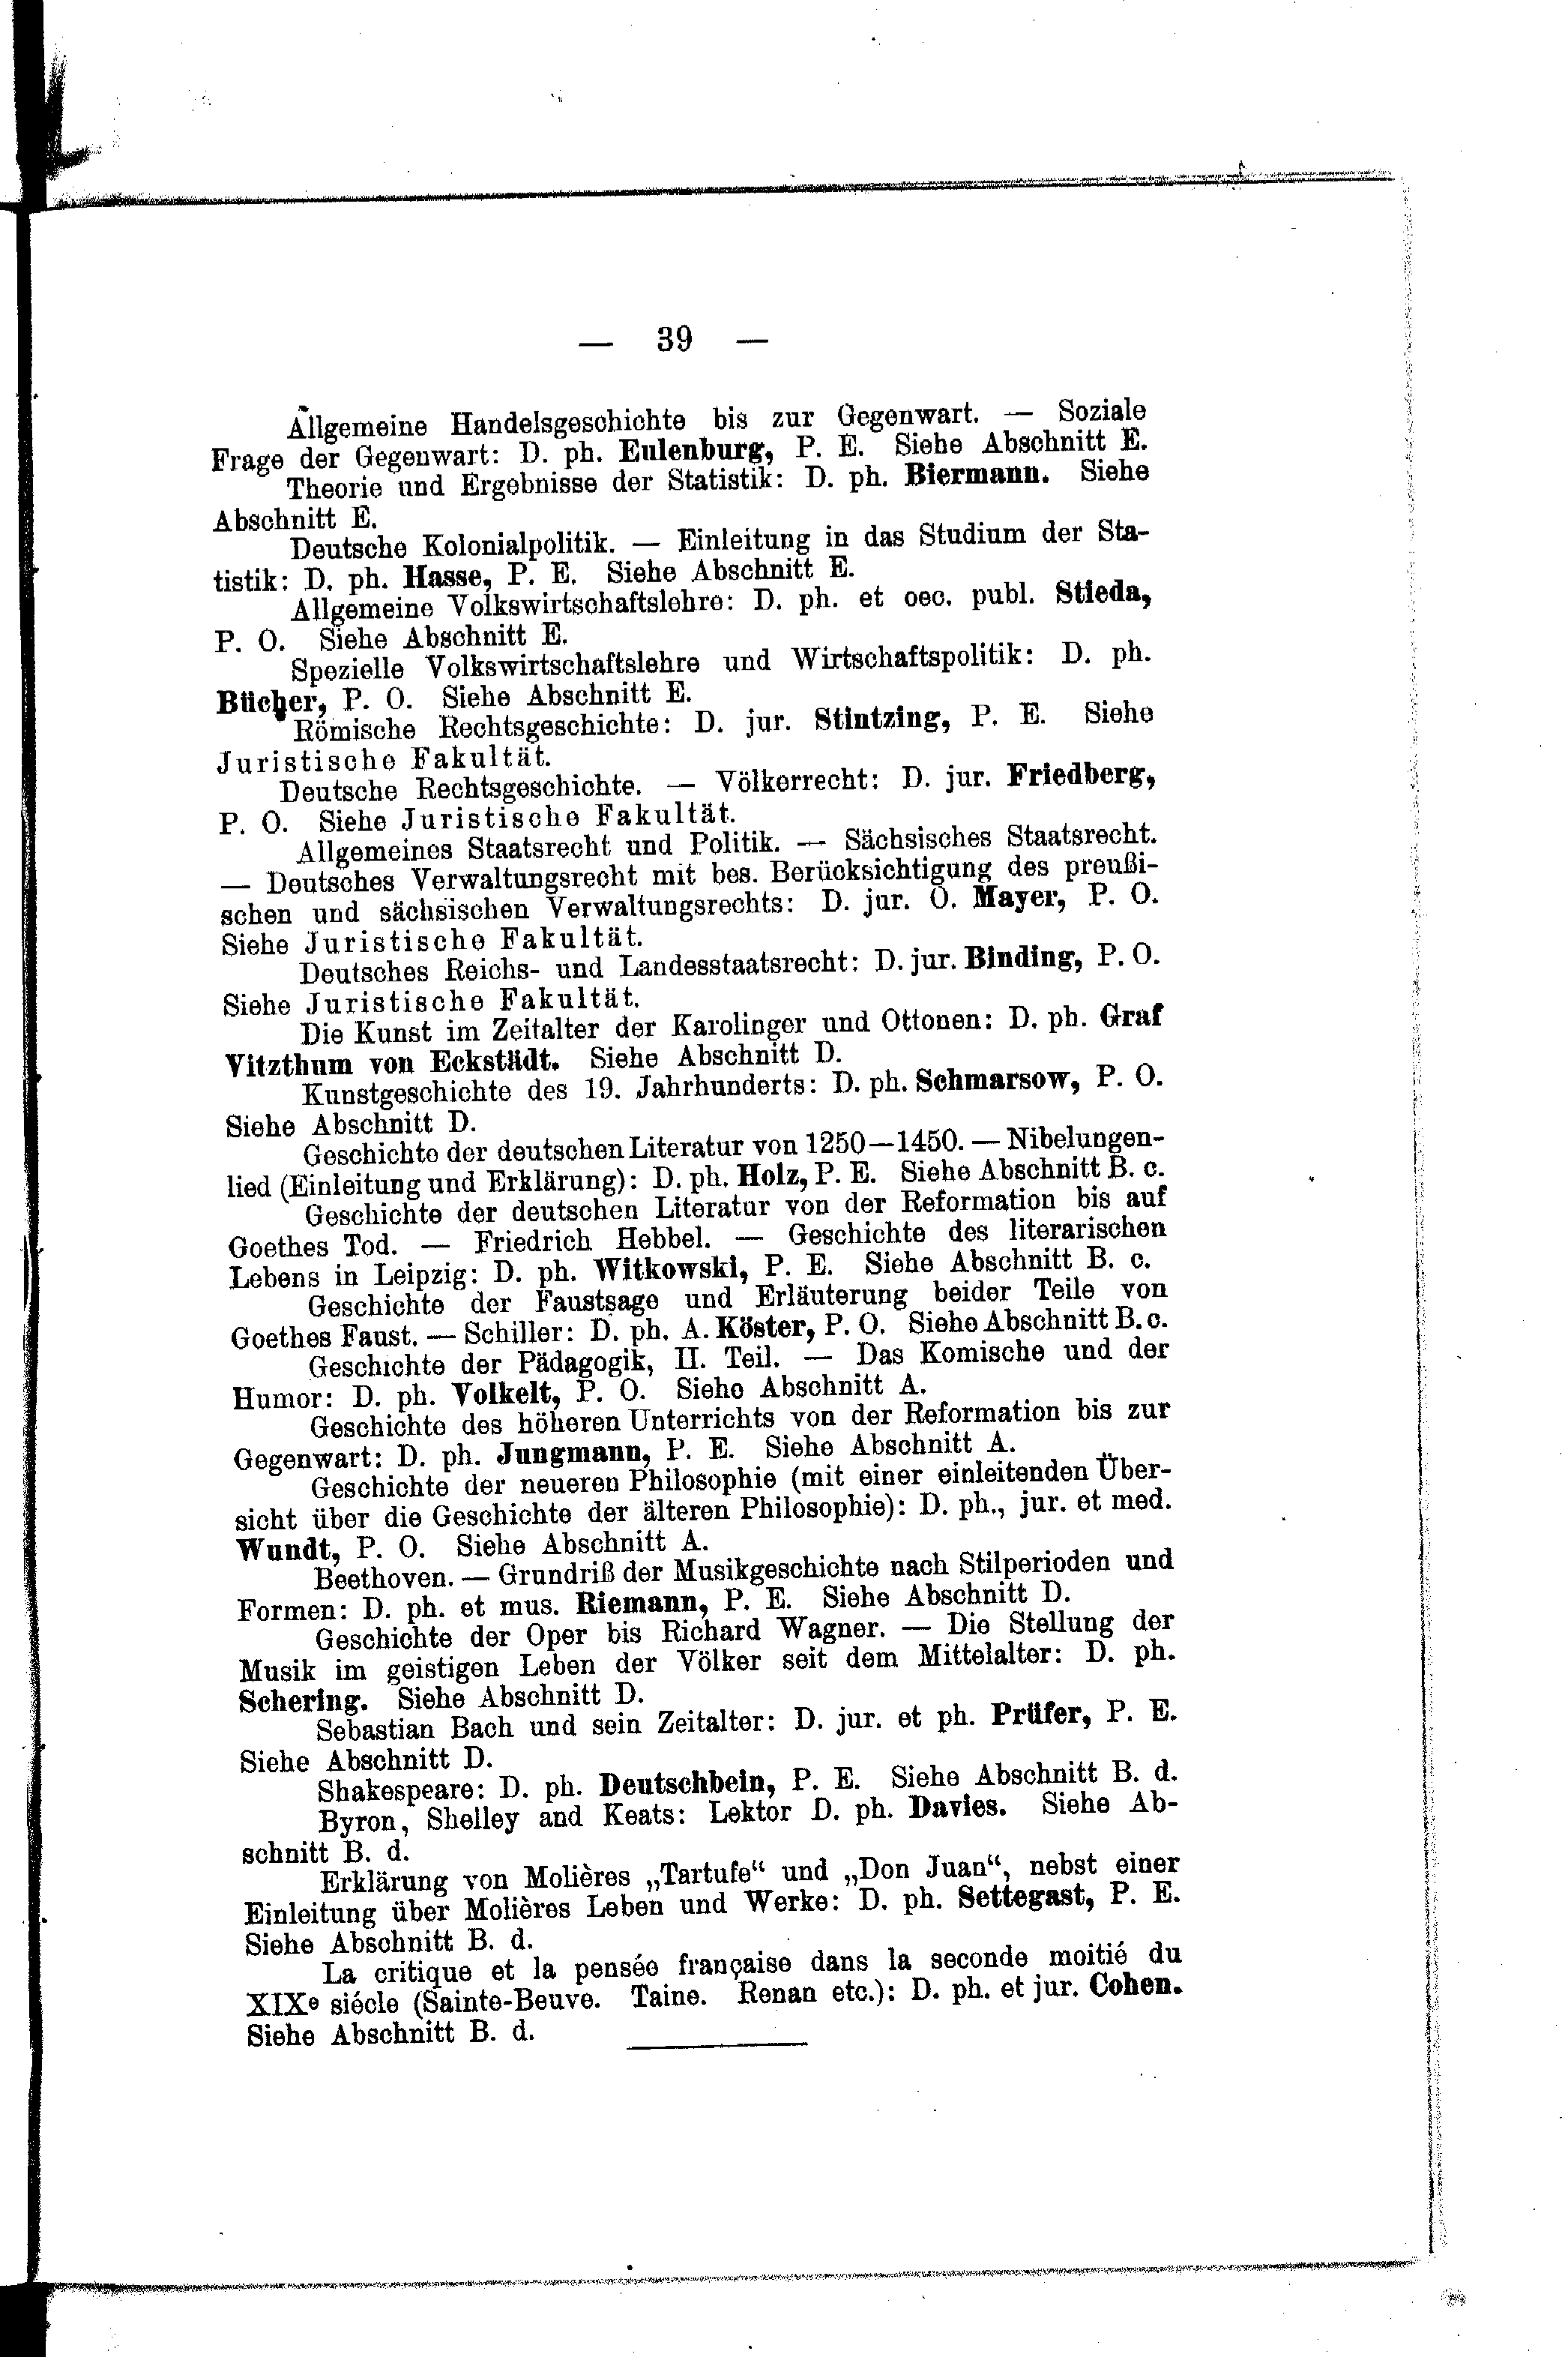 — 39 —
Allgemeine Handelsgeschichte bis zur Gegenwart. — Soziale
Frage der Gegenwart: D. ph. Eulenburg, P. E. Siehe Abschnitt E.
Theorie und Ergebnisse der Statistik: D. ph. Biermann. Siehe
Abschnitt E.
Deutsche Kolonialpolitik. — Einleitung in das Studium der Sta-
tistik: D. ph. Hasse, P. E. Siehe Abschnitt E.
Allgemeine Volkswirtschaftslehre: D. ph. et oec. publ. Stieda,
P. O. Siehe Abschnitt E.
Spezielle Volkswirtschaftslehre und Wirtschaftspolitik: D. ph.
Bücher, P. O. Siehe Abschnitt E.
Römische Rechtsgeschichte: D. jur. Stintzing, P. E. Siehe
Juristische Fakultät.
Deutsche Rechtsgeschichte. — Völkerrecht: D. jur. Friedberg,
P. O. Siehe Juristische Fakultät.
Allgemeines Staatsrecht und Politik. — Sächsisches Staatsrecht.
— Deutsches Verwaltungsrecht mit bes. Berücksichtigung des preußi-
schen und sächsischen Verwaltungsrechts: D. jur. O. Mayer, P. O.
Siehe Juristische Fakultät.
Deutsches Reichs- und Landesstaatsrecht: D. jur. Binding, P. O.
Siehe Juristische Fakultät.
Die Kunst im Zeitalter der Karolinger und Ottonen: D. ph. Graf
Vitzthum von Eckstädt. Siehe Abschnitt D.
Kunstgeschichte des 19. Jahrhunderts: D. ph. Schmarsow, P. O.
Siehe Abschnitt D.
Geschichte der deutschen Literatur von 1250—1450. — Nibelungen-
lied (Einleitung und Erklärung): D. ph. Holz, P. E. Siehe Abschnitt B. c.
Geschichte der deutschen Literatur von der Reformation bis auf
Goethes Tod. — Friedrich Hebbel. — Geschichte des literarischen
Lebens in Leipzig: D. ph. Witkowski, P. E. Siehe Abschnitt B. c.
Geschichte der Faustsage und Erläuterung beider Teile von
Goethes Faust. — Schiller: D. ph. A. Köster, P. O. Siehe Abschnitt B. c.
Geschichte der Pädagogik, II. Teil. — Das Komische und der
Humor: D. ph. Volkelt, P. O. Siehe Abschnitt A.
Geschichte des höheren Unterrichts von der Reformation bis zur
Gegenwart: D. ph. Jungmann, P. E. Siehe Abschnitt A.
Geschichte der neueren Philosophie (mit einer einleitenden Über-
sicht über die Geschichte der älteren Philosophie): D. ph., jur. et med.
Wundt, P. O. Siehe Abschnitt A.
Beethoven. — Grundriß der Musikgeschichte nach Stilperioden und
Formen: D. ph. et mus. Riemann, P. E. Siehe Abschnitt D.
Geschichte der Oper bis Richard Wagner. — Die Stellung der
Musik im geistigen Leben der Völker seit dem Mittelalter: D. ph.
Schering. Siehe Abschnitt D.
Sebastian Bach und sein Zeitalter: D. jur. et ph. Prüfer, P. E.
Siehe Abschnitt D.
Shakespeare: D. ph. Deutschbein, P. E. Siehe Abschnitt B. d.
Byron, Shelley and Keats: Lektor D. ph. Davies. Siehe Ab-
schnitt B. d.
Erklärung von Molières „Tartufe“ und „Don Juan“, nebst einer
Einleitung über Molières Leben und Werke: D. ph. Settegast, P. E.
Siehe Abschnitt B. d.
La critique et la pensée française dans la seconde moitié du
XIXe siécle (Sainte-Beuve. Taine. Renan etc.): D. ph. et jur. Cohen.
Siehe Abschnitt B. d.